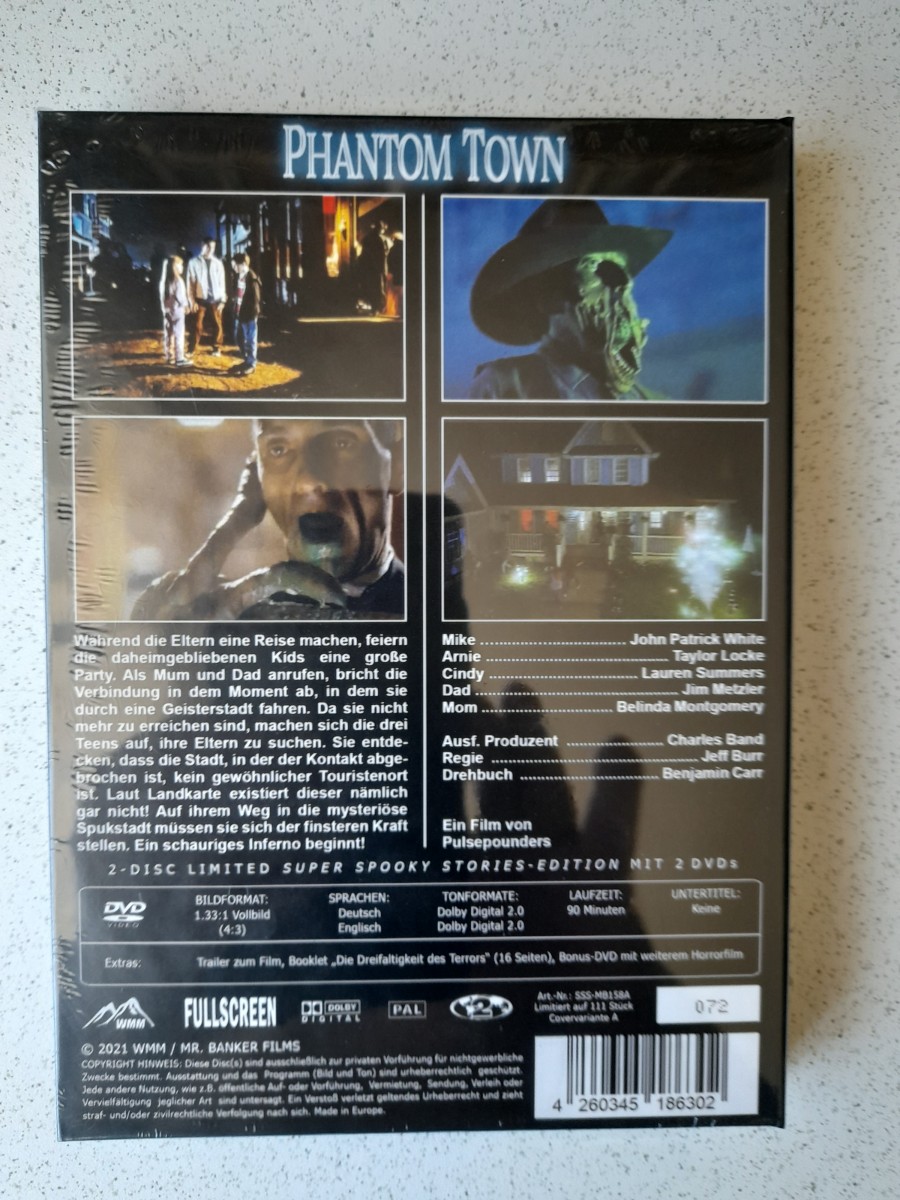 PHANTOM TOWN
Während die Eltern eine Reise machen, feiern
die daheimgebliebenen Kids eine große
Party. Als Mum und Dad anrufen, bricht die
Verbindung in dem Moment ab, in dem sie
durch eine Geisterstadt fahren. Da sie nicht
mehr zu erreichen sind, machen sich die drei
Teens auf, ihre Eltern zu suchen. Sie entde-
cken, dass die Stadt, in der der Kontakt abge-
brochen ist, kein gewöhnlicher Touristenort
ist. Laut Landkarte existiert dieser nämlich
gar nicht! Auf ihrem Weg in die mysteriöse
Spukstadt müssen sie sich der finsteren Kraft
stellen. Ein schauriges Inferno beginnt!
Mike ................................ John Patrick White
Arnie ........................................ Taylor Locke
Cindy ................................ Lauren Summers
Dad ............................................ Jim Metzler
Mom ............................ Belinda Montgomery
Ausf. Produzent ..................... Charles Band
Regie ............................................. Jeff Burr
Drehbuch .............................. Benjamin Carr
Ein Film von
Pulsepounders
2-DISC LIMITED SUPER SPOOKY STORIES-EDITION MIT 2 DVDs
DVD
VIDEO
BILDFORMAT:
1.33:1 Vollbild
(4:3)
SPRACHEN:
Deutsch
Englisch
TONFORMATE:
Dolby Digital 2.0
Dolby Digital 2.0
LAUFZEIT:
90 Minuten
UNTERTITEL:
Keine
Extras: Trailer zum Film, Booklet „Die Dreifaltigkeit des Terrors" (16 Seiten), Bonus-DVD mit weiterem Horrorfilm
WMM
FULLSCREEN
DOLBY
DIGITAL
PAL
2
Art.-Nr.: SSS-MB158A
Limitiert auf 111 Stück
Covervariante A
072
© 2021 WMM / MR. BANKER FILMS
COPYRIGHT HINWEIS: Diese Disc(s) sind ausschließlich zur privaten Vorführung für nichtgewerbliche
Zwecke bestimmt. Ausstattung und das Programm (Bild und Ton) sind urheberrechtlich geschützt.
Jede andere Nutzung, wie z.B. öffentliche Auf- oder Vorführung, Vermietung, Sendung, Verleih oder
Vervielfältigung jeglicher Art sind untersagt. Ein Verstoß verletzt geltendes Urheberrecht und zieht
straf- und/oder zivilrechtliche Verfolgung nach sich. Made in Europe.
4 260345 186302